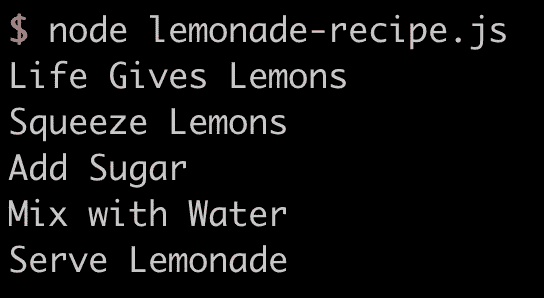 $ node lemonade-recipe.js
Life Gives Lemons
Squeeze Lemons
Add Sugar
Mix with Water
Serve Lemonade